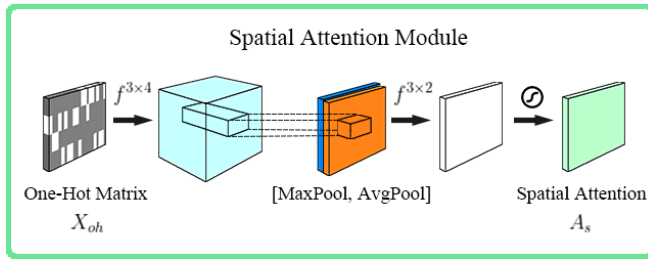 Spatial Attention Module
f^{3×4}
f^{3×2}
One-Hot Matrix
X_{oh}
[MaxPool, AvgPool]
Spatial Attention
A_s